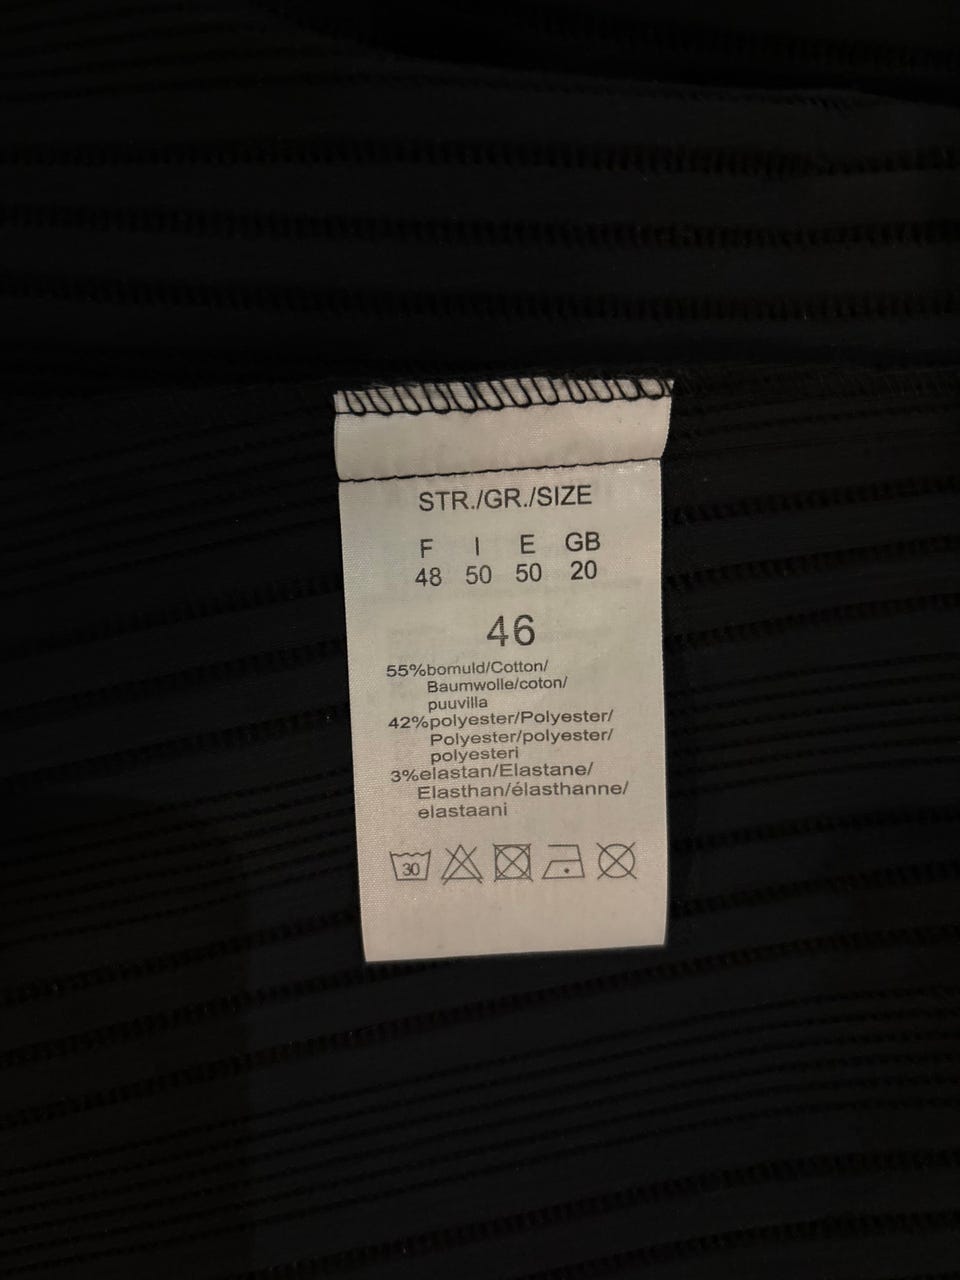 STR./GR./SIZE
F I E GB
48 50 50 20
46
55%bomuld/Cotton/
Baumwolle/coton/
puuvilla
42%polyester/Polyester/
Polyester/polyester/
polyesteri
3%elastan/Elastane/
Elasthan/élasthanne/
elastaani
30